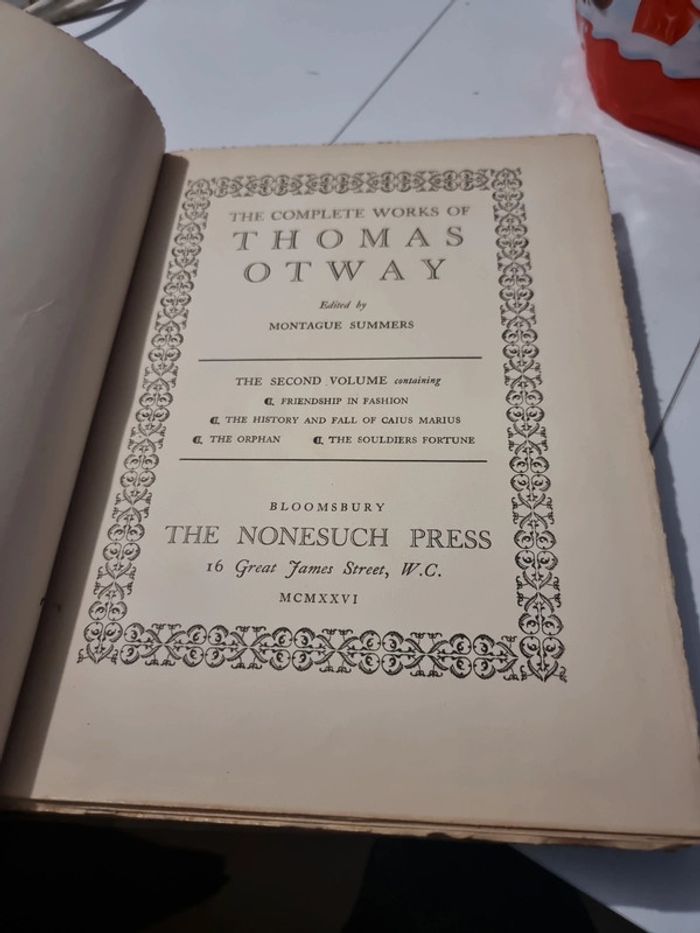 THE COMPLETE WORKS OF
THOMAS
OTWAY
Edited by
MONTAGUE SUMMERS
THE SECOND VOLUME containing
FRIENDSHIP IN FASHION
THE HISTORY AND FALL OF CAIUS MARIUS
THE ORPHAN THE SOULDIERS FORTUNE
BLOOMSBURY
THE NONESUCH PRESS
16 Great James Street, W.C.
MCMXXVI